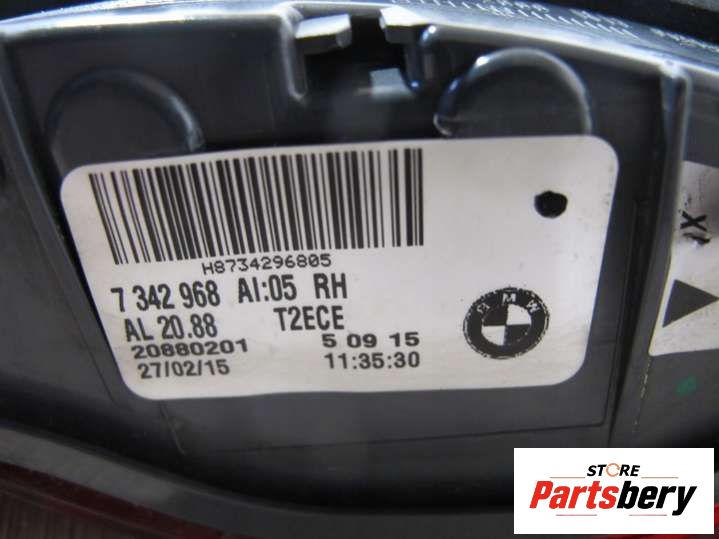 H8734296805
7 342 968 AI:05 RH
AL 20.88 T2ECE
20880201 5 09 15
27/02/15 11:35:30
BMW
X
STORE
Partsbery